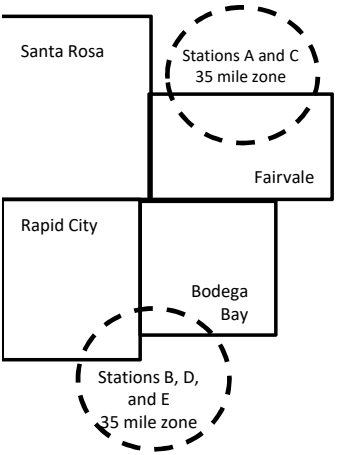 Santa Rosa
Stations A and C
35 mile zone
Fairvale
Rapid City
Bodega
Bay
Stations B, D,
and E
35 mile zone